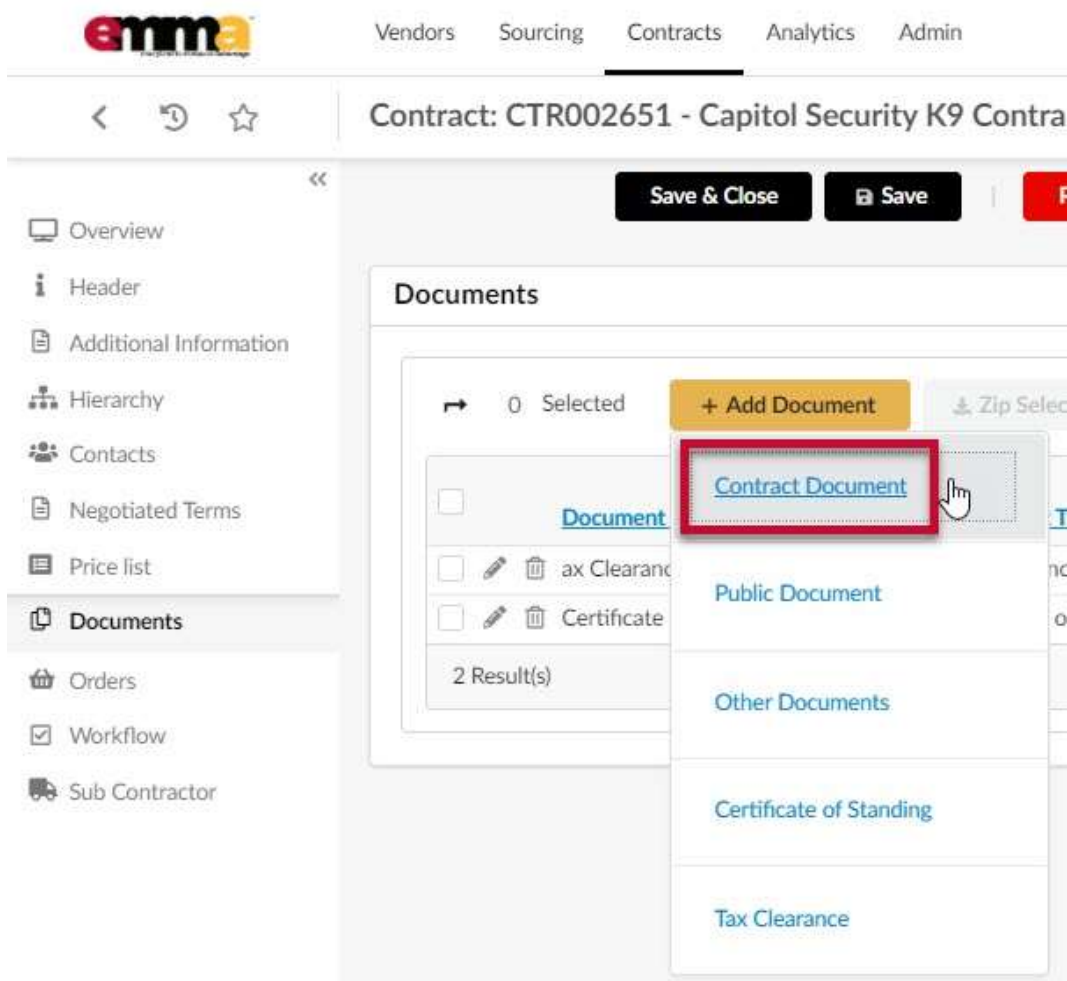 emma
Vendors Sourcing Contracts Analytics Admin
Contract: CTR002651 - Capitol Security K9 Contra
Save & Close Save
Overview
Header
Additional Information
Hierarchy
Contacts
Negotiated Terms
Price list
Documents
Orders
Workflow
Sub Contractor
Documents
0 Selected + Add Document Zip Selec
Document T
ax Clearanc
Certificate
2 Result(s)
Contract Document
Public Document
Other Documents
Certificate of Standing
Tax Clearance